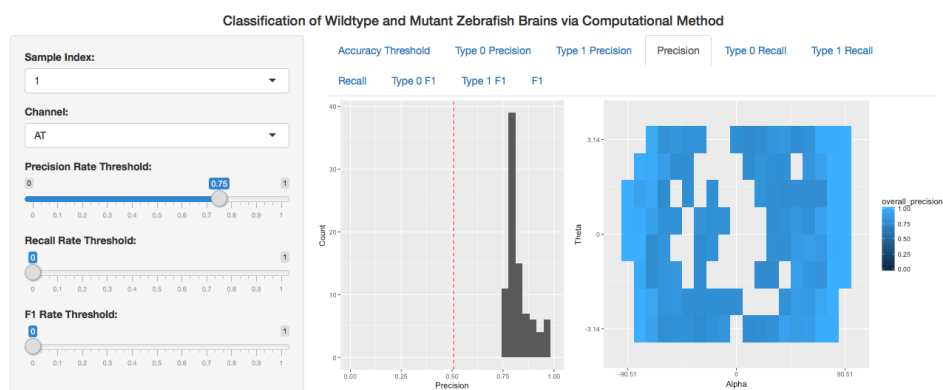 Classification of Wildtype and Mutant Zebrafish Brains via Computational Method
Sample Index:
1
Channel:
AT
Precision Rate Threshold:
0 0.75 1
0 0.1 0.2 0.3 0.4 0.5 0.6 0.7 0.8 0.9 1
Recall Rate Threshold:
0 1
0 0.1 0.2 0.3 0.4 0.5 0.6 0.7 0.8 0.9 1
F1 Rate Threshold:
0 1
0 0.1 0.2 0.3 0.4 0.5 0.6 0.7 0.8 0.9 1
Accuracy Threshold Type 0 Precision Type 1 Precision Precision Type 0 Recall Type 1 Recall
Recall Type 0 F1 Type 1 F1 F1
40
30
20
10
0
Count
0.00 0.25 0.50 0.75 1.00
Precision
3.14
0
-3.14
Theta
-90.51 0 90.51
Alpha
overall_precision
1.00
0.75
0.50
0.25
0.00